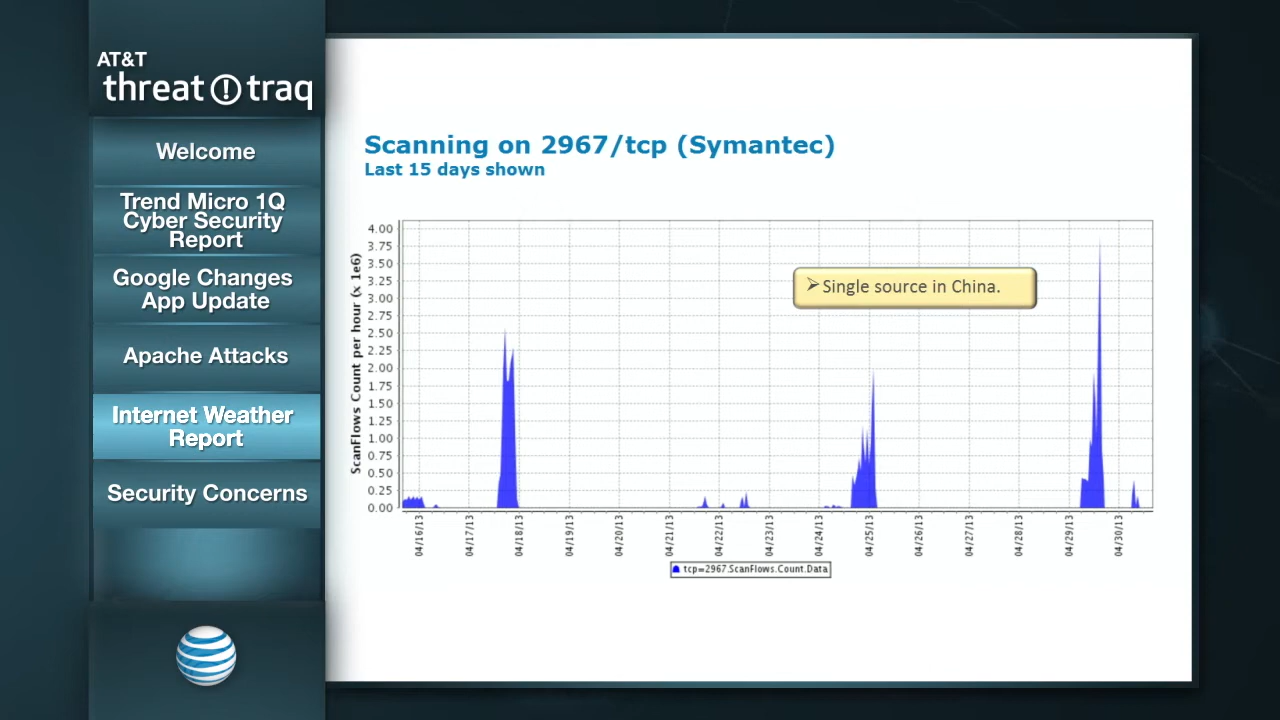 AT&T
threat traq
Welcome
Trend Micro 1Q
Cyber Security
Report
Google Changes
App Update
Apache Attacks
Internet Weather
Report
Security Concerns
Scanning on 2967/tcp (Symantec)
Last 15 days shown
ScanFlows Count per hour (x 1e6)
4.00
3.75
3.50
3.25
3.00
2.75
2.50
2.25
2.00
1.75
1.50
1.25
1.00
0.75
0.50
0.25
0.00
➢ Single source in China.
04/16/13
04/17/13
04/18/13
04/19/13
04/20/13
04/21/13
04/22/13
04/23/13
04/24/13
04/25/13
04/26/13
04/27/13
04/28/13
04/29/13
04/30/13
tcp=2967.ScanFlows.Count.Data